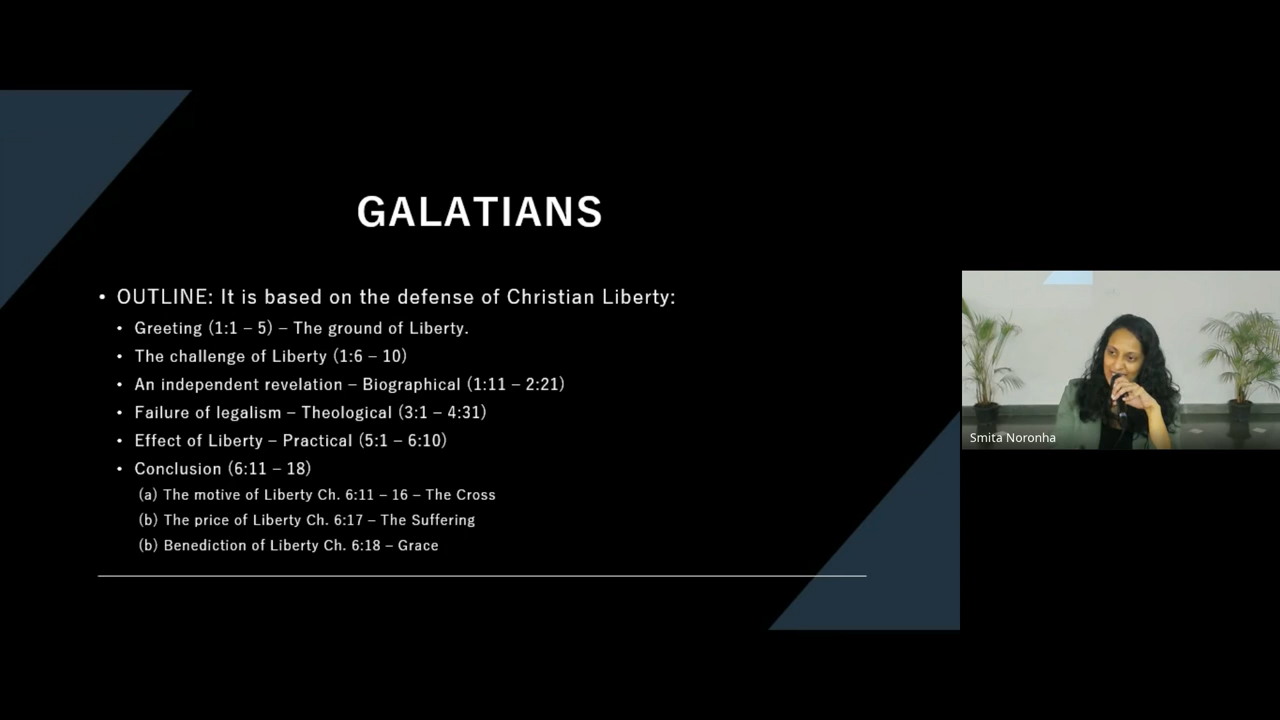 GALATIANS
• OUTLINE: It is based on the defense of Christian Liberty:
• Greeting (1:1 – 5) – The ground of Liberty.
• The challenge of Liberty (1:6 – 10)
• An independent revelation – Biographical (1:11 – 2:21)
• Failure of legalism – Theological (3:1 – 4:31)
• Effect of Liberty – Practical (5:1 – 6:10)
• Conclusion (6:11 – 18)
(a) The motive of Liberty Ch. 6:11 – 16 – The Cross
(b) The price of Liberty Ch. 6:17 – The Suffering
(b) Benediction of Liberty Ch. 6:18 – Grace
Smita Noronha